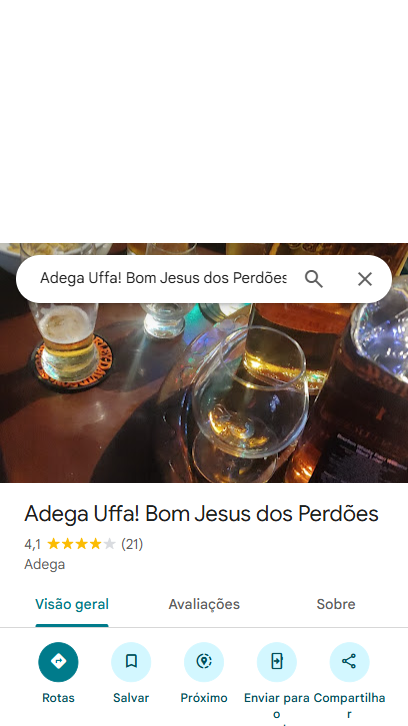 Adega Uffa! Bom Jesus dos Perdões
Adega Uffa! Bom Jesus dos Perdões
4,1 (21)
Adega
Visão geral Avaliações Sobre
Rotas Salvar Próximo Enviar para o Compartilhar